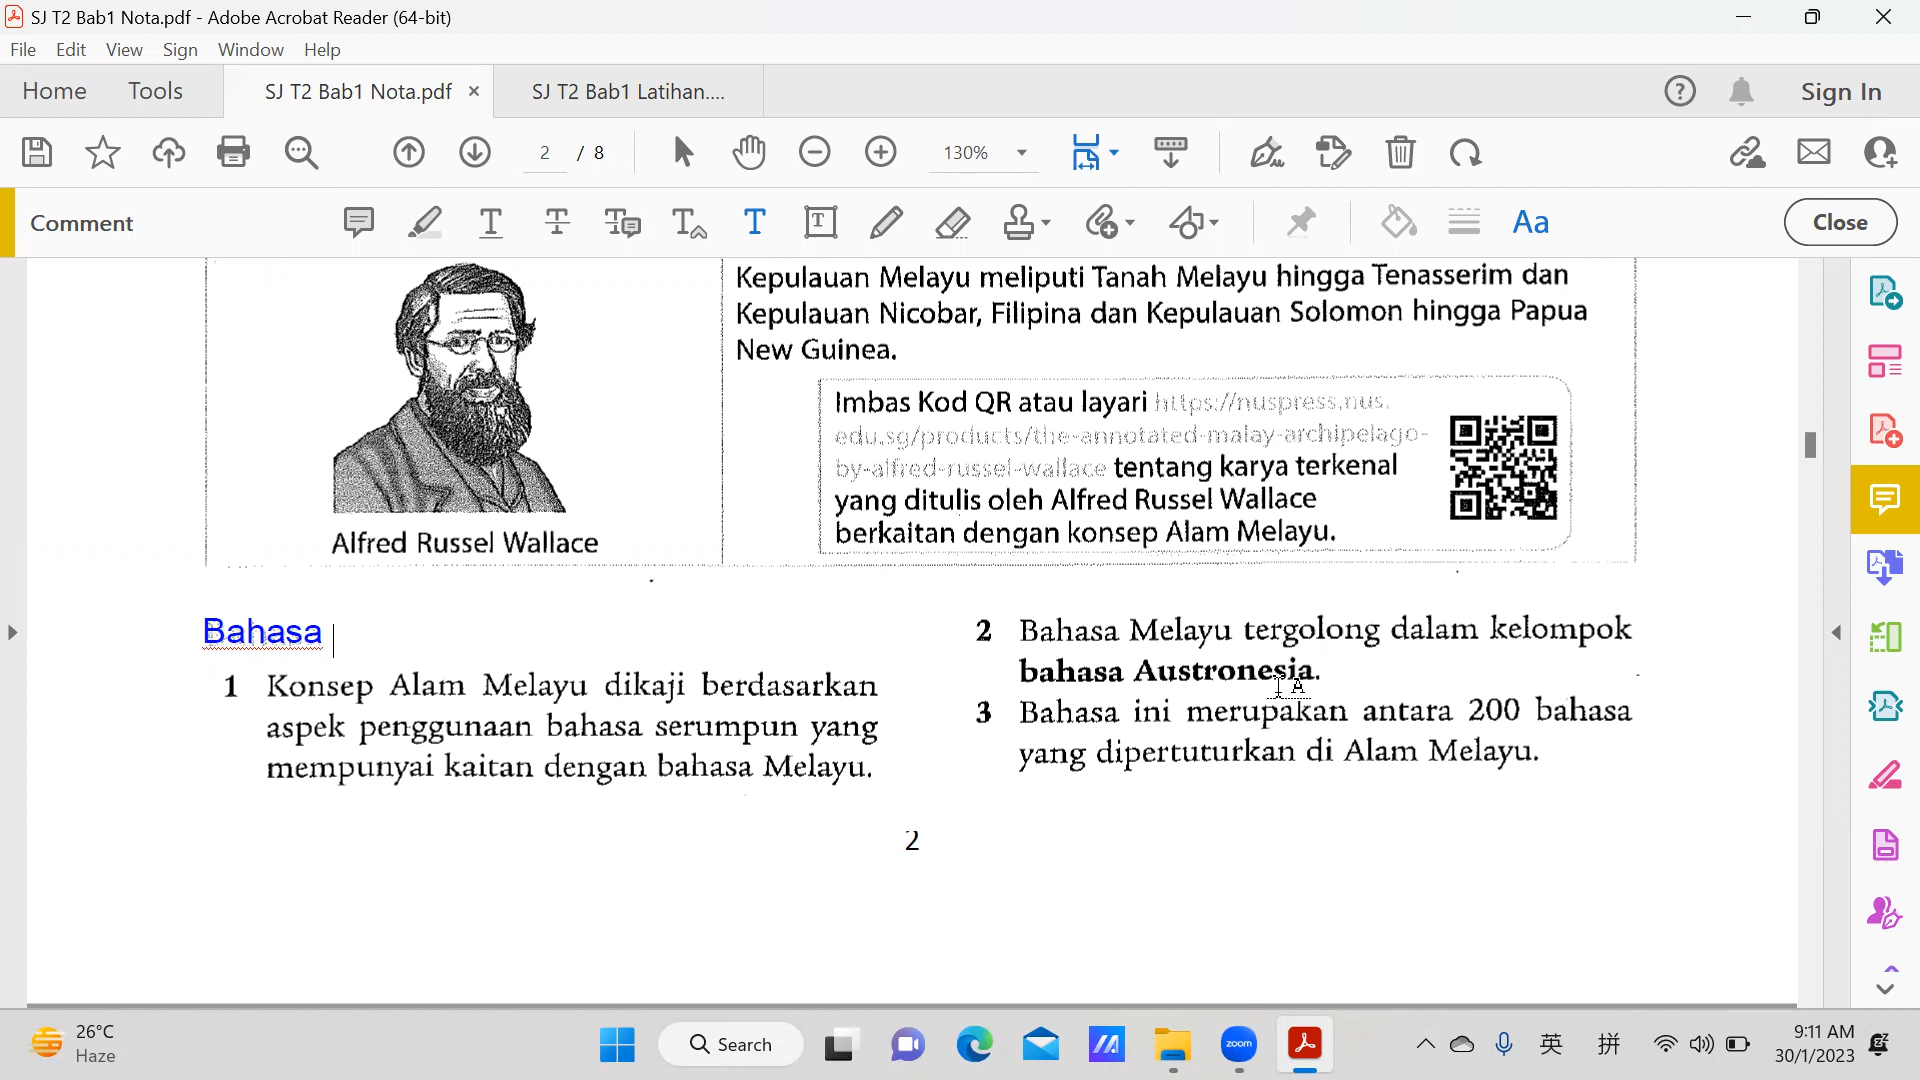 SJ T2 Bab1 Nota.pdf - Adobe Acrobat Reader (64-bit)
File Edit View Sign Window Help
Home Tools SJ T2 Bab1 Nota.pdf × SJ T2 Bab1 Latihan.... Sign In
2 / 8 130%
Comment Aa Close
Kepulauan Melayu meliputi Tanah Melayu hingga Tenasserim dan
Kepulauan Nicobar, Filipina dan Kepulauan Solomon hingga Papua
New Guinea.
Imbas Kod QR atau layari https://nuspress.nus.
edu.sg/products/the-annotated-malay-archipelago-
by-alfred-russel-wallace tentang karya terkenal
yang ditulis oleh Alfred Russel Wallace
berkaitan dengan konsep Alam Melayu.
Alfred Russel Wallace
Bahasa
1 Konsep Alam Melayu dikaji berdasarkan
aspek penggunaan bahasa serumpun yang
mempunyai kaitan dengan bahasa Melayu.
2 Bahasa Melayu tergolong dalam kelompok
bahasa Austronesia.
3 Bahasa ini merupakan antara 200 bahasa
yang dipertuturkan di Alam Melayu.
2
26°C
Haze
Search
zoom
英 拼
9:11 AM
30/1/2023